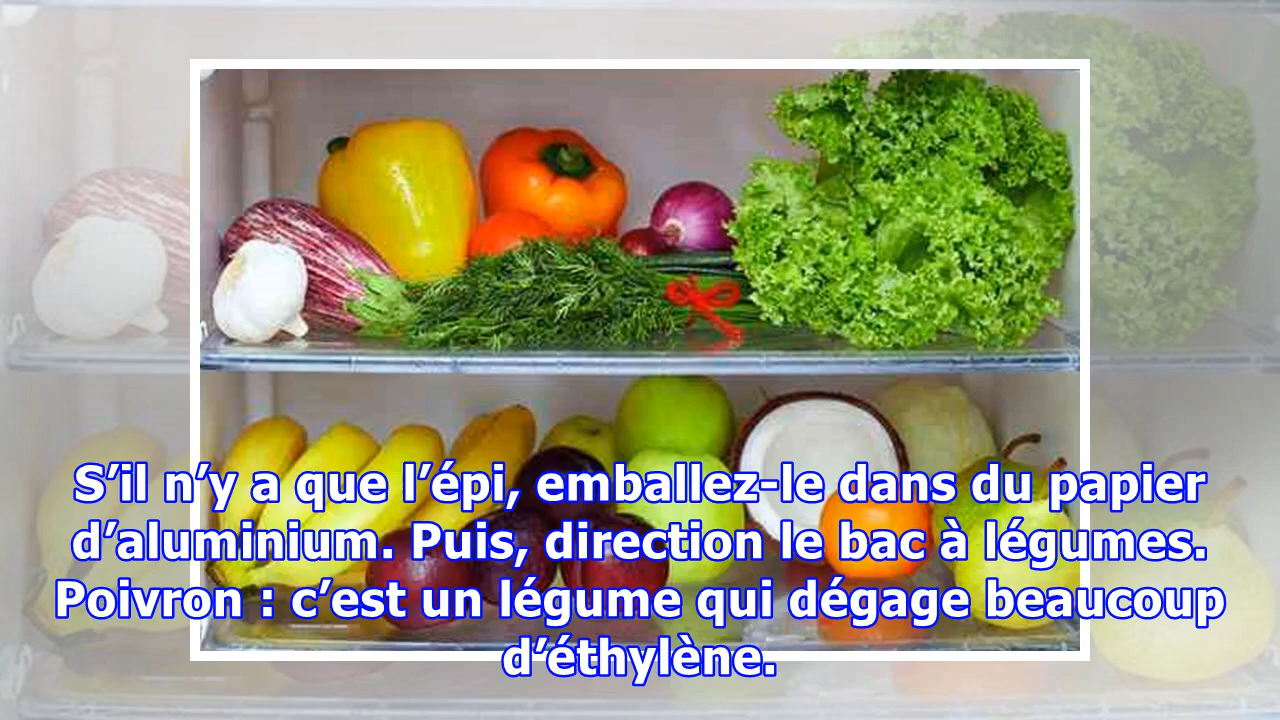 S’il n’y a que l’épi, emballez-le dans du papier
d’aluminium. Puis, direction le bac à légumes.
Poivron : c’est un légume qui dégage beaucoup
d’éthylène.